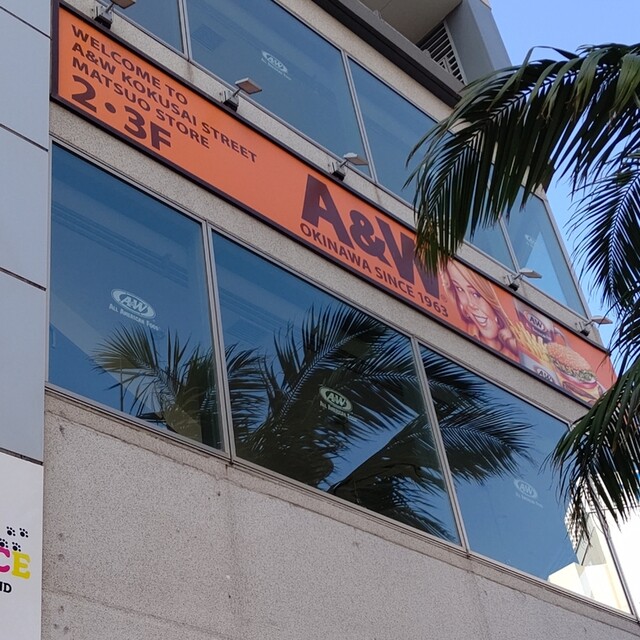 WELCOME TO
A&W KOKUSAI STREET
MATSUO STORE
2・3F
A&W
OKINAWA SINCE 1963
A&W
A&W
ALL AMERICAN FOOD
A&W
A&W
CE
ND